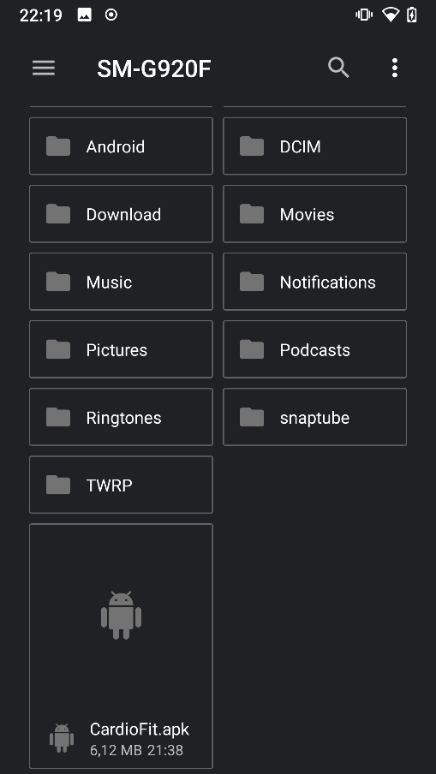 22:19
SM-G920F
Android
DCIM
Download
Movies
Music
Notifications
Pictures
Podcasts
Ringtones
snaptube
TWRP
CardioFit.apk
6,12 MB 21:38